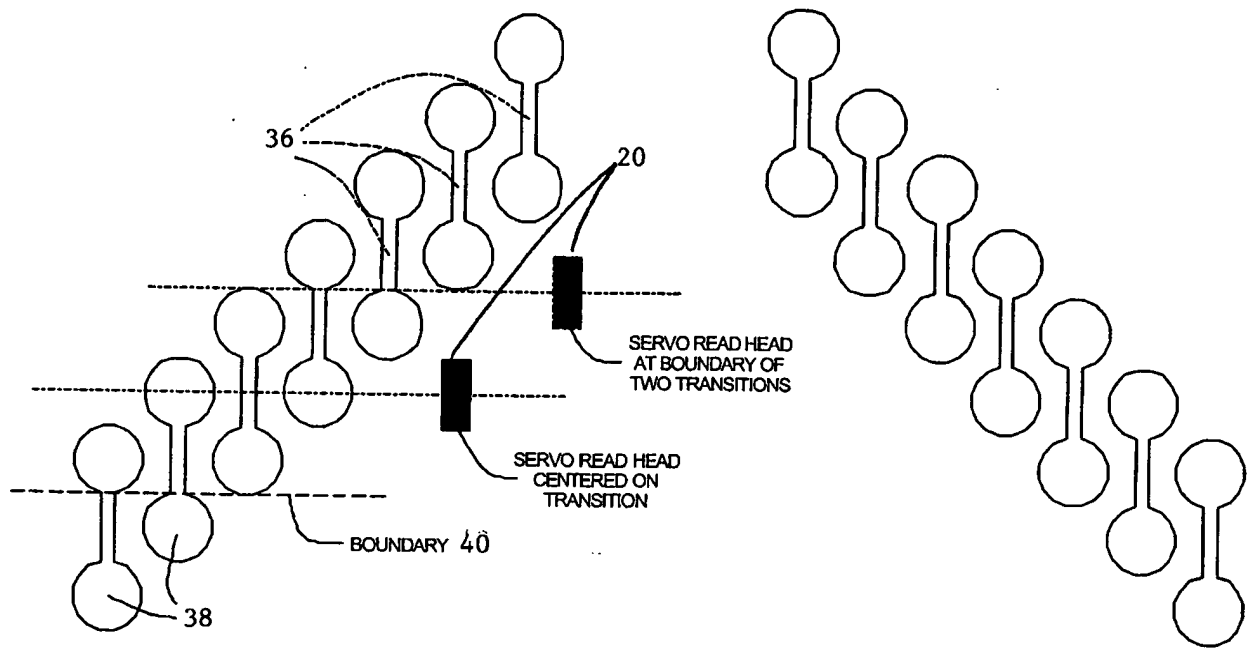 36
20
SERVO READ HEAD
AT BOUNDARY OF
TWO TRANSITIONS
SERVO READ HEAD
CENTERED ON
TRANSITION
BOUNDARY 40
38